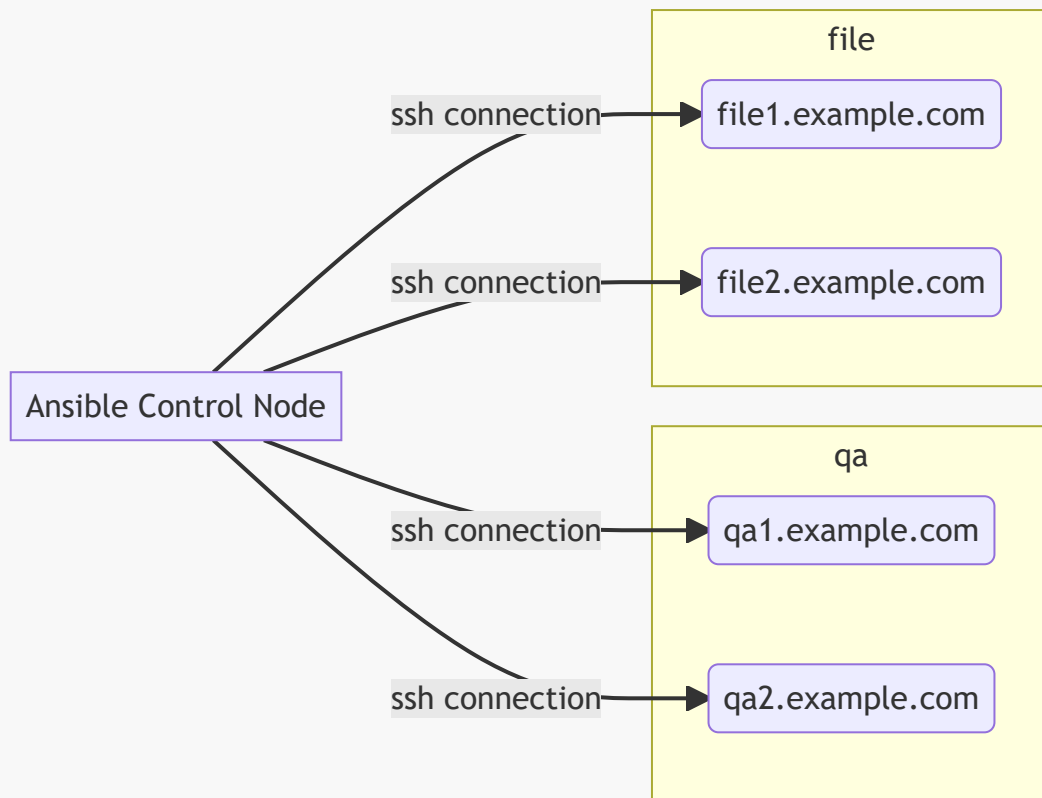 file
ssh connection
file1.example.com
ssh connection
file2.example.com
Ansible Control Node
qa
ssh connection
qa1.example.com
ssh connection
qa2.example.com